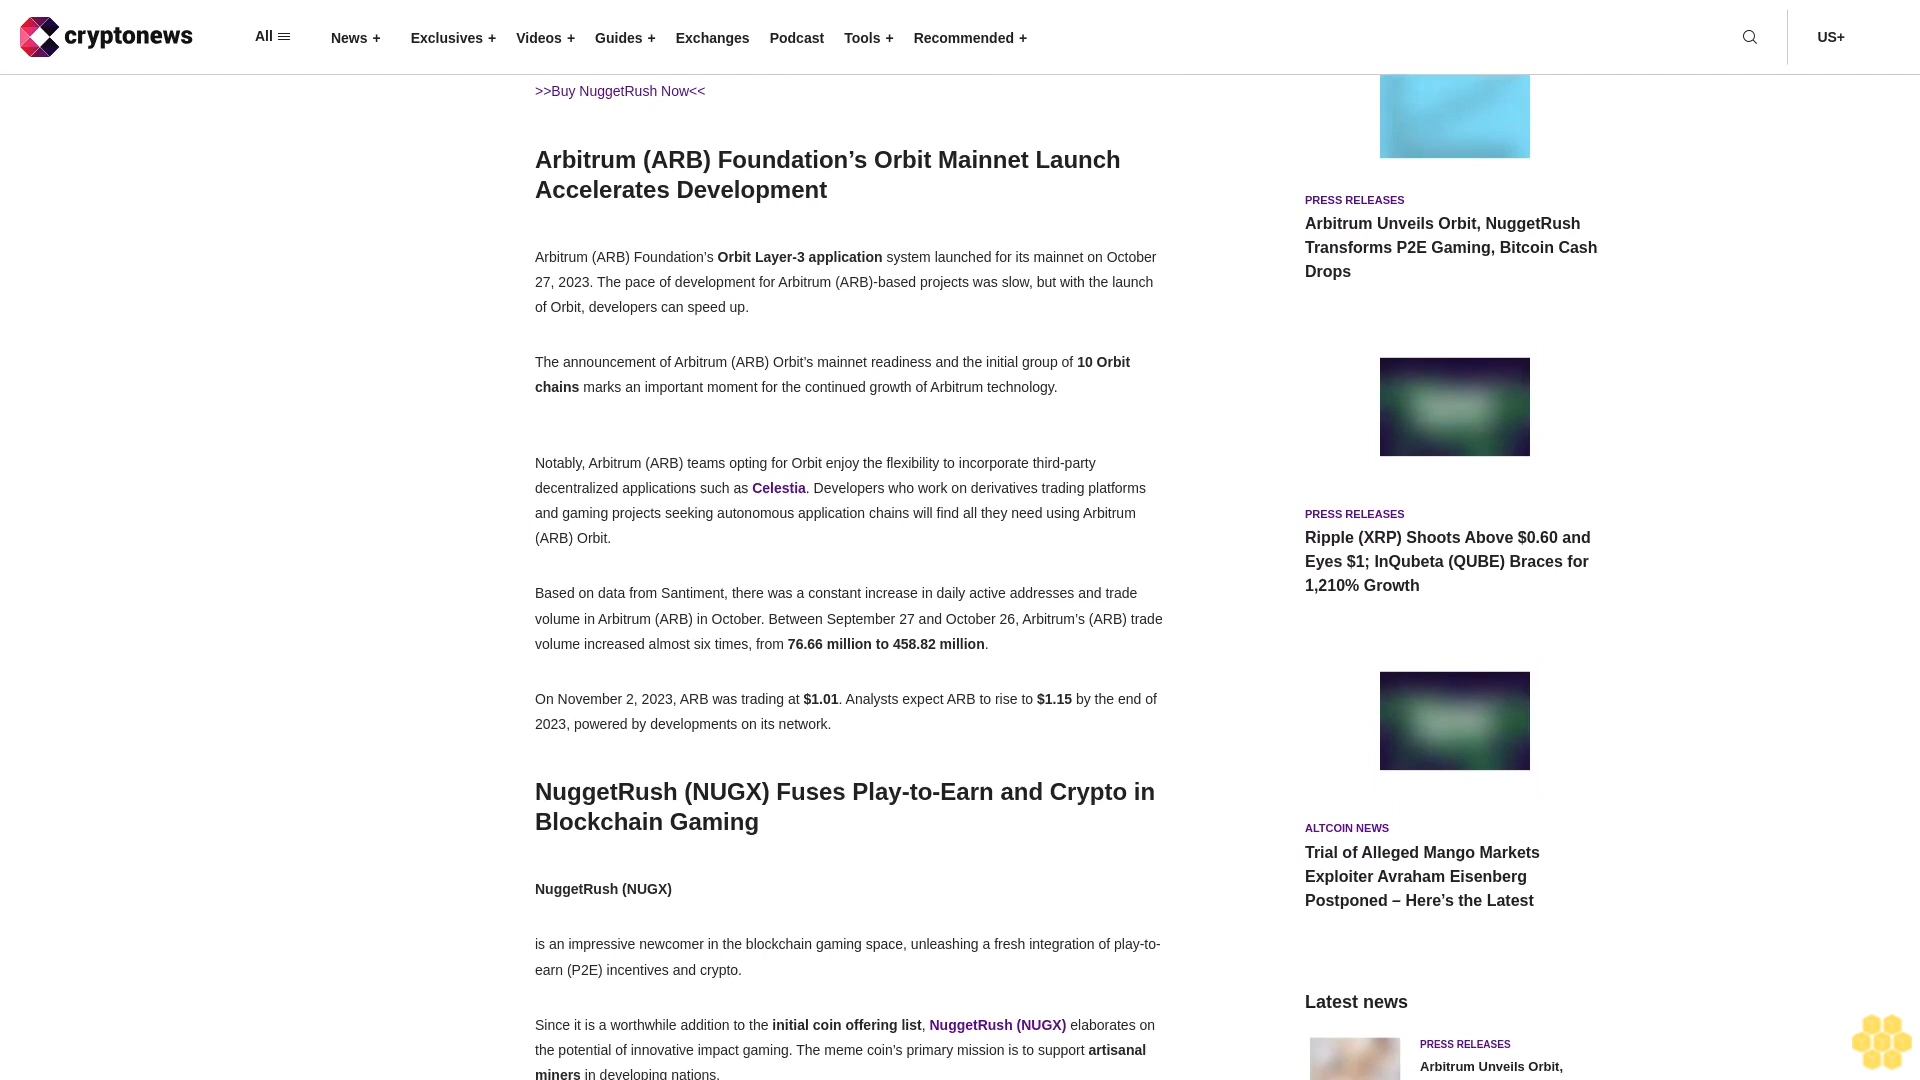 cryptonews
All
News +
Exclusives +
Videos +
Guides +
Exchanges
Podcast
Tools +
Recommended +
US+
>>Buy NuggetRush Now<<
Arbitrum (ARB) Foundation’s Orbit Mainnet Launch
Accelerates Development
Arbitrum (ARB) Foundation’s Orbit Layer-3 application system launched for its mainnet on October
27, 2023. The pace of development for Arbitrum (ARB)-based projects was slow, but with the launch
of Orbit, developers can speed up.
The announcement of Arbitrum (ARB) Orbit’s mainnet readiness and the initial group of 10 Orbit
chains marks an important moment for the continued growth of Arbitrum technology.
Notably, Arbitrum (ARB) teams opting for Orbit enjoy the flexibility to incorporate third-party
decentralized applications such as Celestia. Developers who work on derivatives trading platforms
and gaming projects seeking autonomous application chains will find all they need using Arbitrum
(ARB) Orbit.
Based on data from Santiment, there was a constant increase in daily active addresses and trade
volume in Arbitrum (ARB) in October. Between September 27 and October 26, Arbitrum’s (ARB) trade
volume increased almost six times, from 76.66 million to 458.82 million.
On November 2, 2023, ARB was trading at $1.01. Analysts expect ARB to rise to $1.15 by the end of
2023, powered by developments on its network.
NuggetRush (NUGX) Fuses Play-to-Earn and Crypto in
Blockchain Gaming
NuggetRush (NUGX)
is an impressive newcomer in the blockchain gaming space, unleashing a fresh integration of play-to-
earn (P2E) incentives and crypto.
Since it is a worthwhile addition to the initial coin offering list, NuggetRush (NUGX) elaborates on
the potential of innovative impact gaming. The meme coin’s primary mission is to support artisanal
miners in developing nations.
PRESS RELEASES
Arbitrum Unveils Orbit, NuggetRush
Transforms P2E Gaming, Bitcoin Cash
Drops
PRESS RELEASES
Ripple (XRP) Shoots Above $0.60 and
Eyes $1; InQubeta (QUBE) Braces for
1,210% Growth
ALTCOIN NEWS
Trial of Alleged Mango Markets
Exploiter Avraham Eisenberg
Postponed – Here’s the Latest
Latest news
PRESS RELEASES
Arbitrum Unveils Orbit,